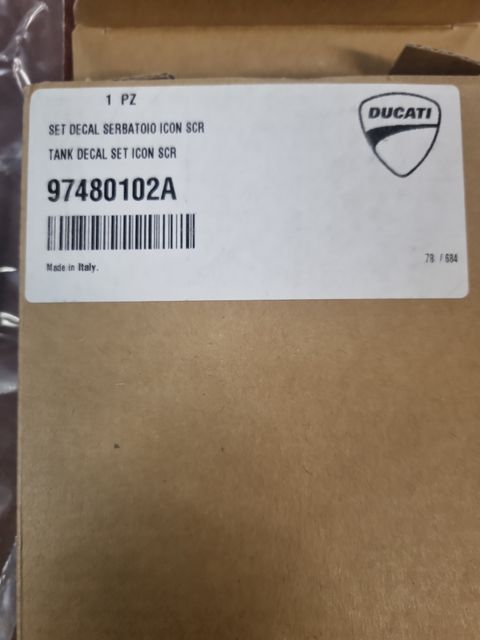 1 PZ
DUCATI
SET DECAL SERBATOIO ICON SCR
TANK DECAL SET ICON SCR
97480102A
Made in Italy.
78 / 684